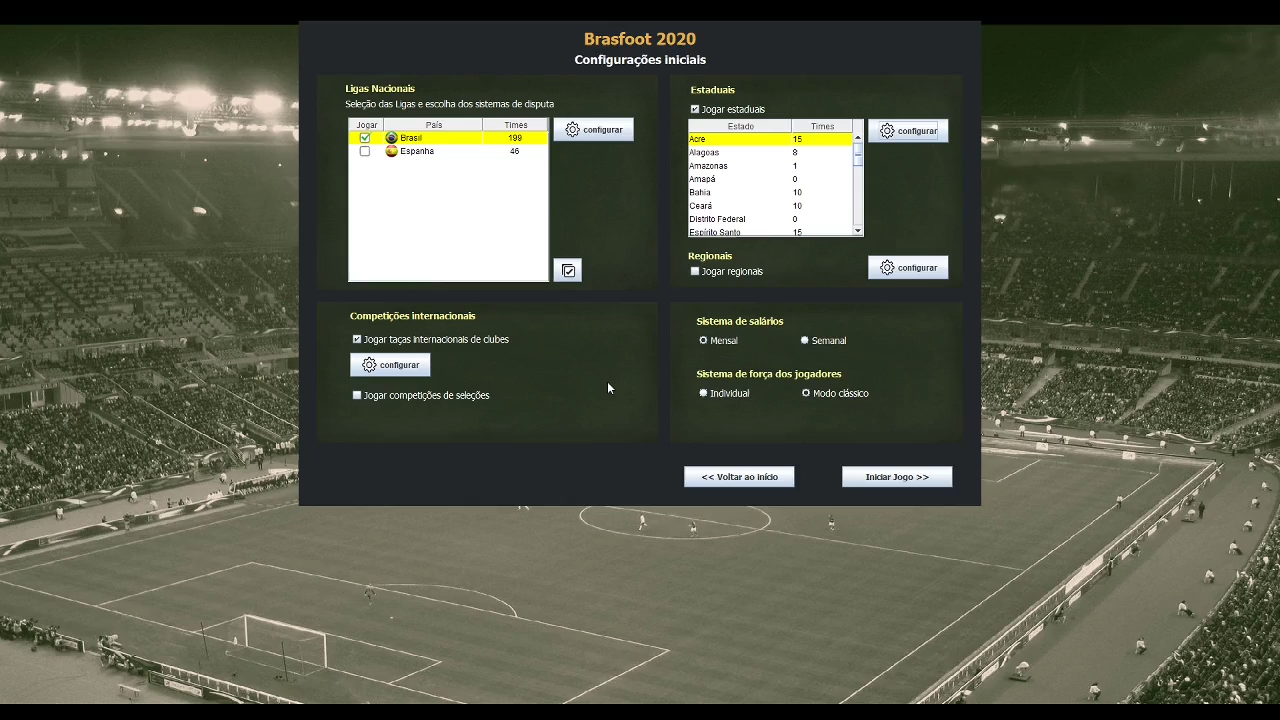 Brasfoot 2020
Configurações iniciais
Ligas Nacionais
Seleção das Ligas e escolha dos sistemas de disputa
Jogar País Times
Brasil 199
Espanha 46
configurar
Estaduais
Jogar estaduais
Estado Times
Acre 15
Alagoas 8
Amazonas 1
Amapá 0
Bahia 10
Ceará 10
Distrito Federal 0
Espírito Santo 15
configurar
Regionais
Jogar regionais
configurar
Competições internacionais
Jogar taças internacionais de clubes
configurar
Jogar competições de seleções
Sistema de salários
Mensal Semanal
Sistema de força dos jogadores
Individual Modo clássico
<< Voltar ao início
Iniciar Jogo >>